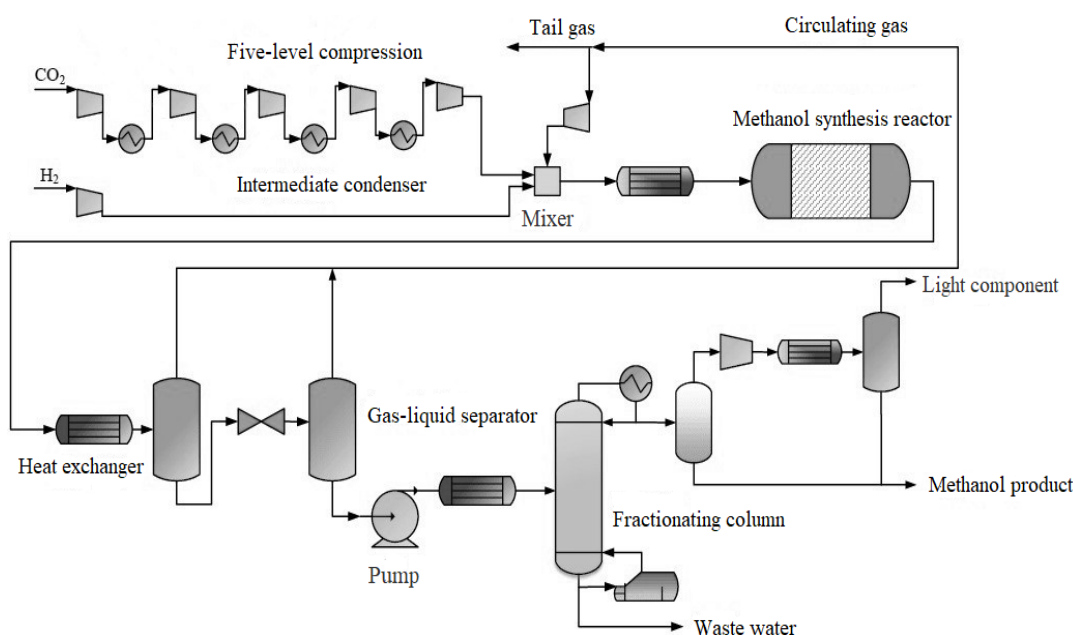 Tail gas
Circulating gas
Five-level compression
CO₂
Methanol synthesis reactor
H₂
Intermediate condenser
Mixer
Light component
Gas-liquid separator
Heat exchanger
Methanol product
Fractionating column
Pump
Waste water